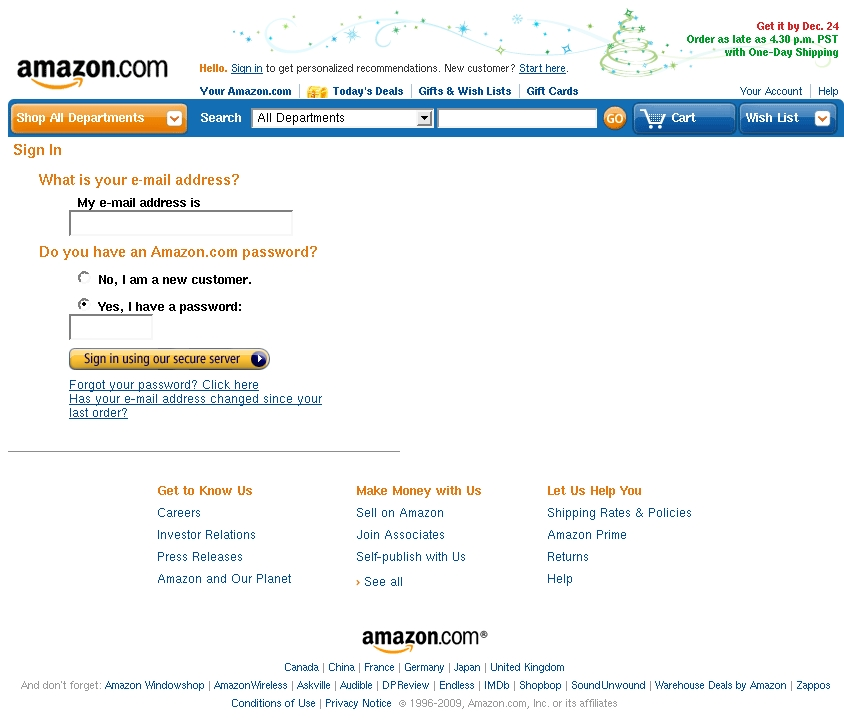 Get it by Dec. 24
Order as late as 4.30 p.m. PST
with One-Day Shipping
amazon.com
Hello. Sign in to get personalized recommendations. New customer? Start here.
Your Amazon.com | Today's Deals | Gifts & Wish Lists | Gift Cards
Your Account | Help
Shop All Departments
Search
All Departments
GO
Cart
Wish List
Sign In
What is your e-mail address?
My e-mail address is
Do you have an Amazon.com password?
No, I am a new customer.
Yes, I have a password:
Sign in using our secure server
Forgot your password? Click here
Has your e-mail address changed since your
last order?
Get to Know Us
Careers
Investor Relations
Press Releases
Amazon and Our Planet
Make Money with Us
Sell on Amazon
Join Associates
Self-publish with Us
› See all
Let Us Help You
Shipping Rates & Policies
Amazon Prime
Returns
Help
amazon.com®
Canada | China | France | Germany | Japan | United Kingdom
And don't forget: Amazon Windowshop | AmazonWireless | Askville | Audible | DPReview | Endless | IMDb | Shopbop | SoundUnwound | Warehouse Deals by Amazon | Zappos
Conditions of Use | Privacy Notice © 1996-2009, Amazon.com, Inc. or its affiliates